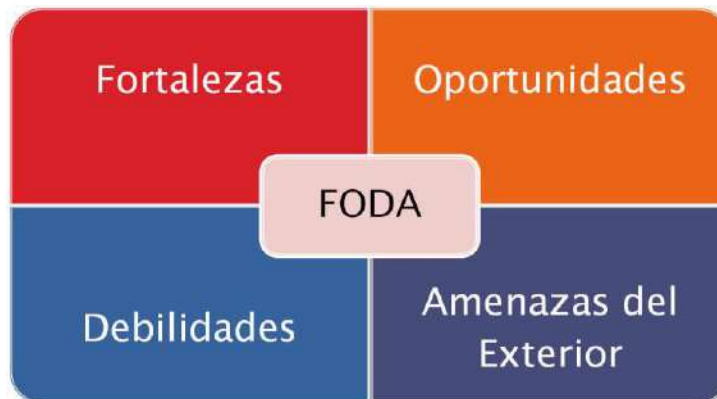 Fortalezas
Oportunidades
FODA
Debilidades
Amenazas del
Exterior